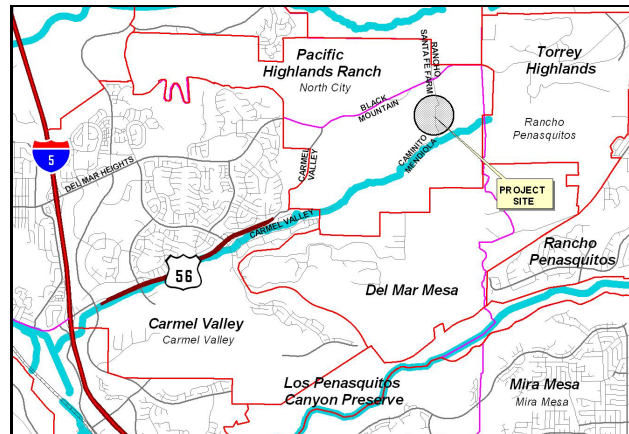 Pacific
Highlands Ranch
North City
Torrey
Highlands
RANCHO
SANTA FE FARM
BLACK
MOUNTAIN
Rancho
Penasquitos
5
DEL MAR HEIGHTS
CARMEL
VALLEY
CAMINITO
MENDIOLA
PROJECT
SITE
CARMEL VALLEY
56
Rancho
Penasquitos
Del Mar Mesa
Carmel Valley
Carmel Valley
Los Penasquitos
Canyon Preserve
Mira Mesa
Mira Mesa